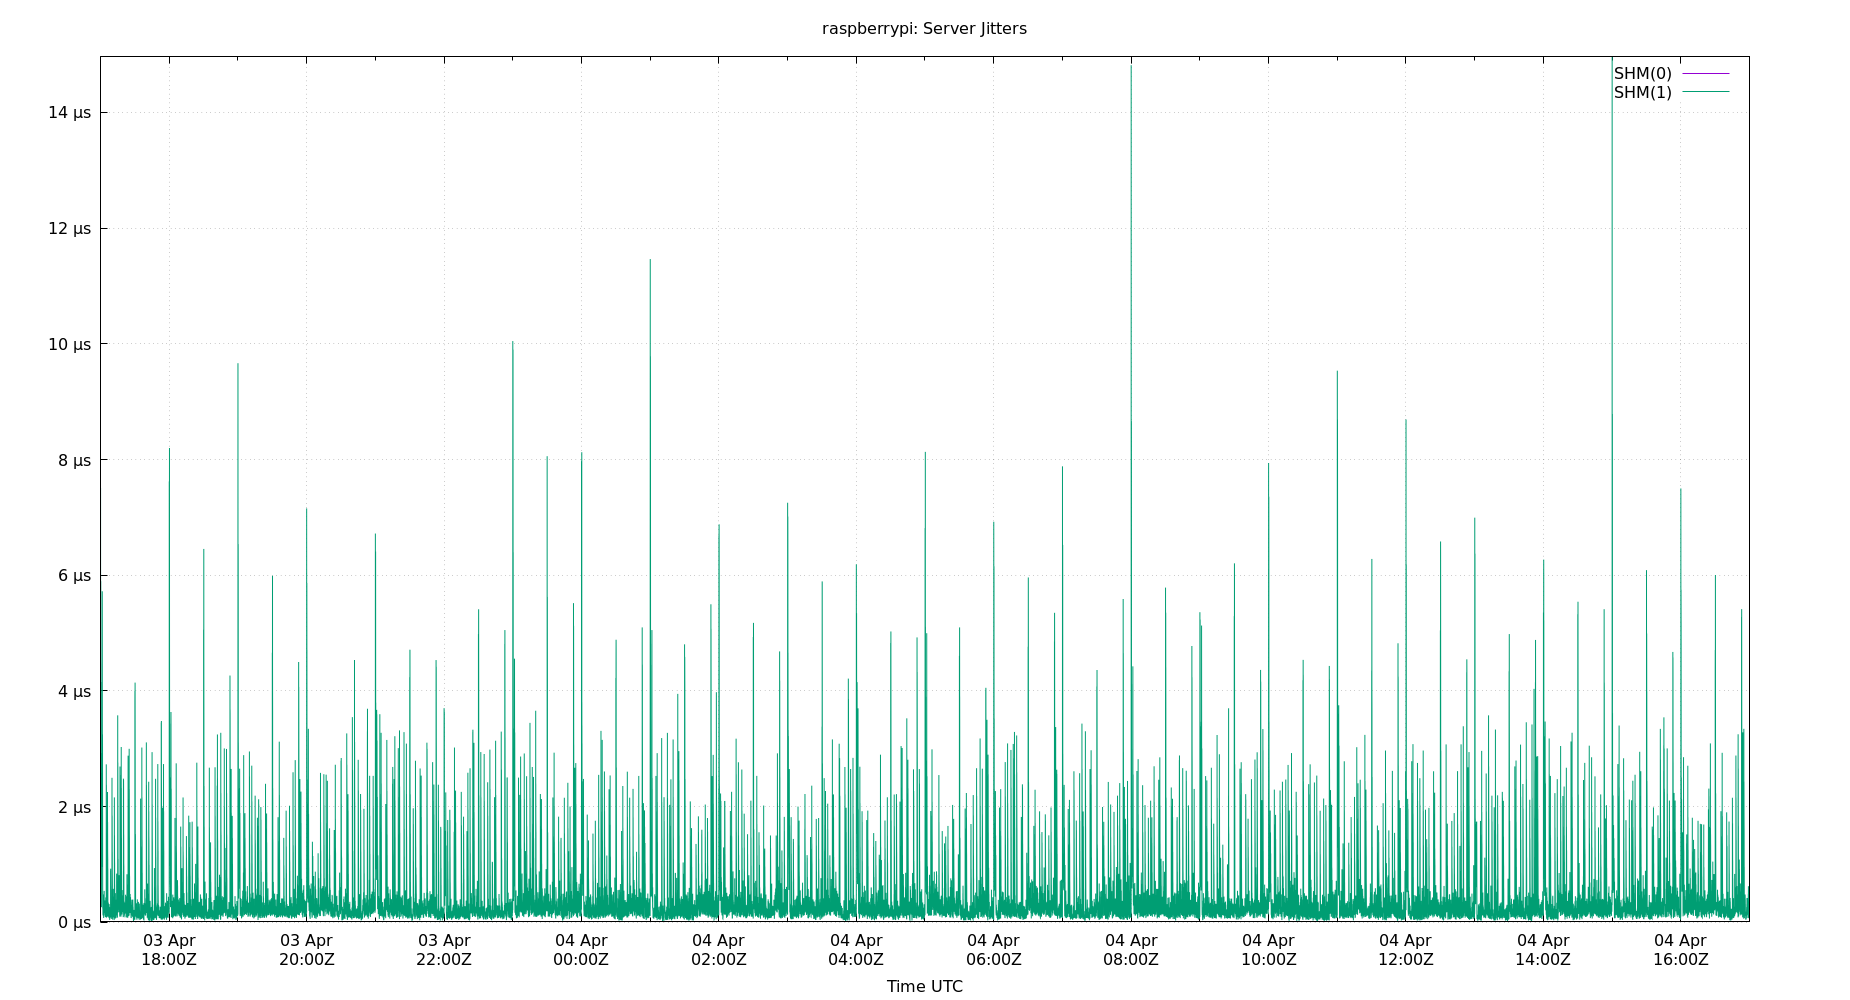 raspberrypi: Server Jitters
SHM(0)
SHM(1)
14 µs
12 µs
10 µs
8 µs
6 µs
4 µs
2 µs
0 µs
03 Apr 03 Apr 03 Apr 04 Apr 04 Apr 04 Apr 04 Apr 04 Apr 04 Apr 04 Apr 04 Apr 04 Apr
18:00Z 20:00Z 22:00Z 00:00Z 02:00Z 04:00Z 06:00Z 08:00Z 10:00Z 12:00Z 14:00Z 16:00Z
Time UTC